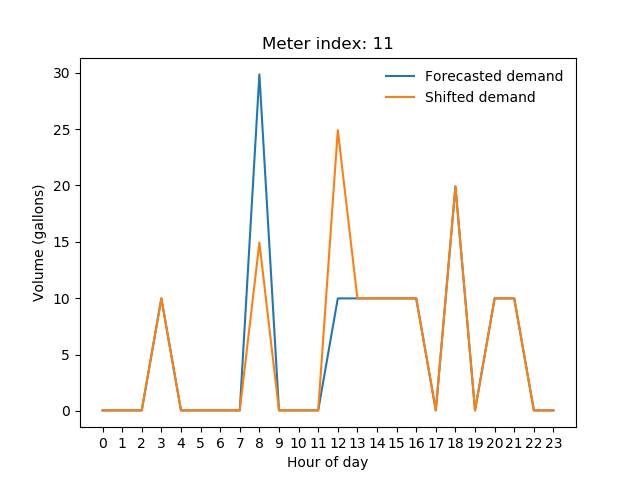 Meter index: 11
Forecasted demand
Shifted demand
Volume (gallons)
30
25
20
15
10
5
0
0 1 2 3 4 5 6 7 8 9 10 11 12 13 14 15 16 17 18 19 20 21 22 23
Hour of day